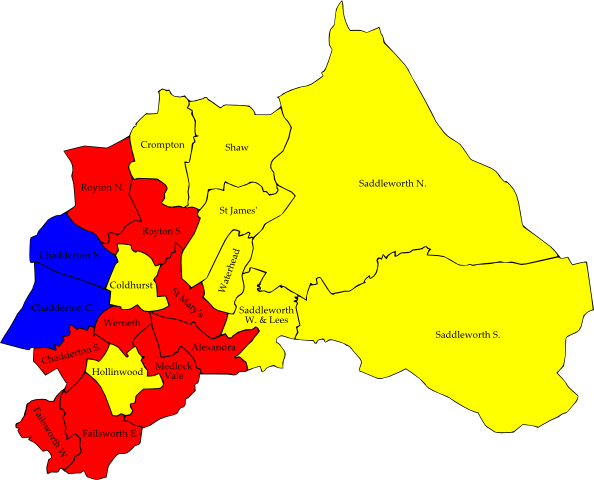 Crompton
Shaw
Saddleworth N.
Royton N.
St James'
Royton S.
Chadderton N.
Waterhead
Coldhurst
St Mary's
Chadderton C.
Saddleworth
W. & Lees
Werneth
Saddleworth S.
Chadderton S.
Alexandra
Hollinwood
Medlock
Vale
Failsworth W.
Failsworth E.